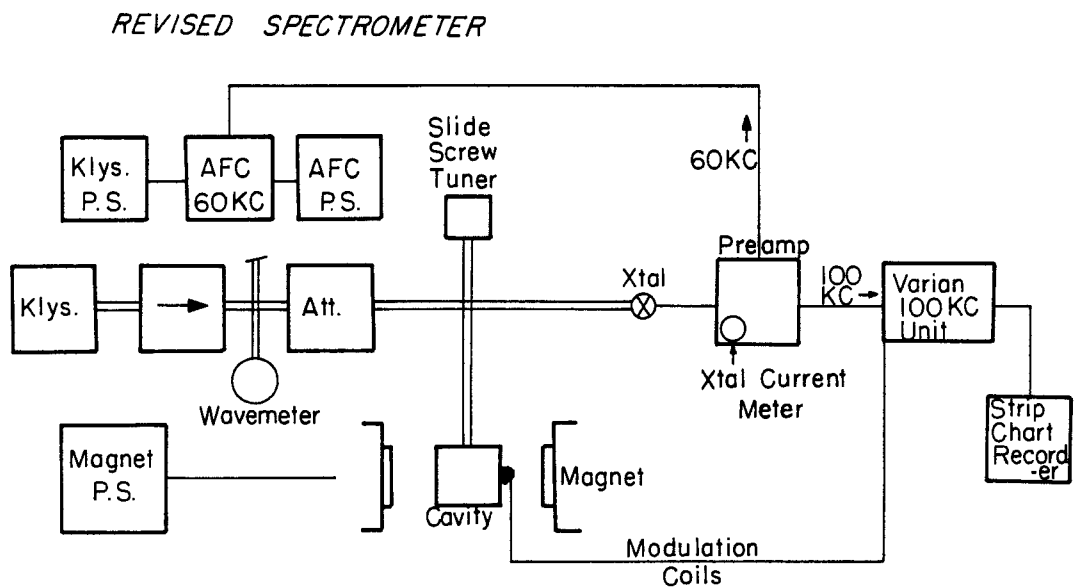 REVISED SPECTROMETER
Slide
Screw
Tuner
Klys.
P.S.
AFC
60KC
AFC
P.S.
60KC
Preamp
Klys.
Att.
Xtal
100
KC
Varian
100KC
Unit
Wavemeter
Xtal Current
Meter
Strip
Chart
Record
-er
Magnet
P.S.
Magnet
Cavity
Modulation
Coils